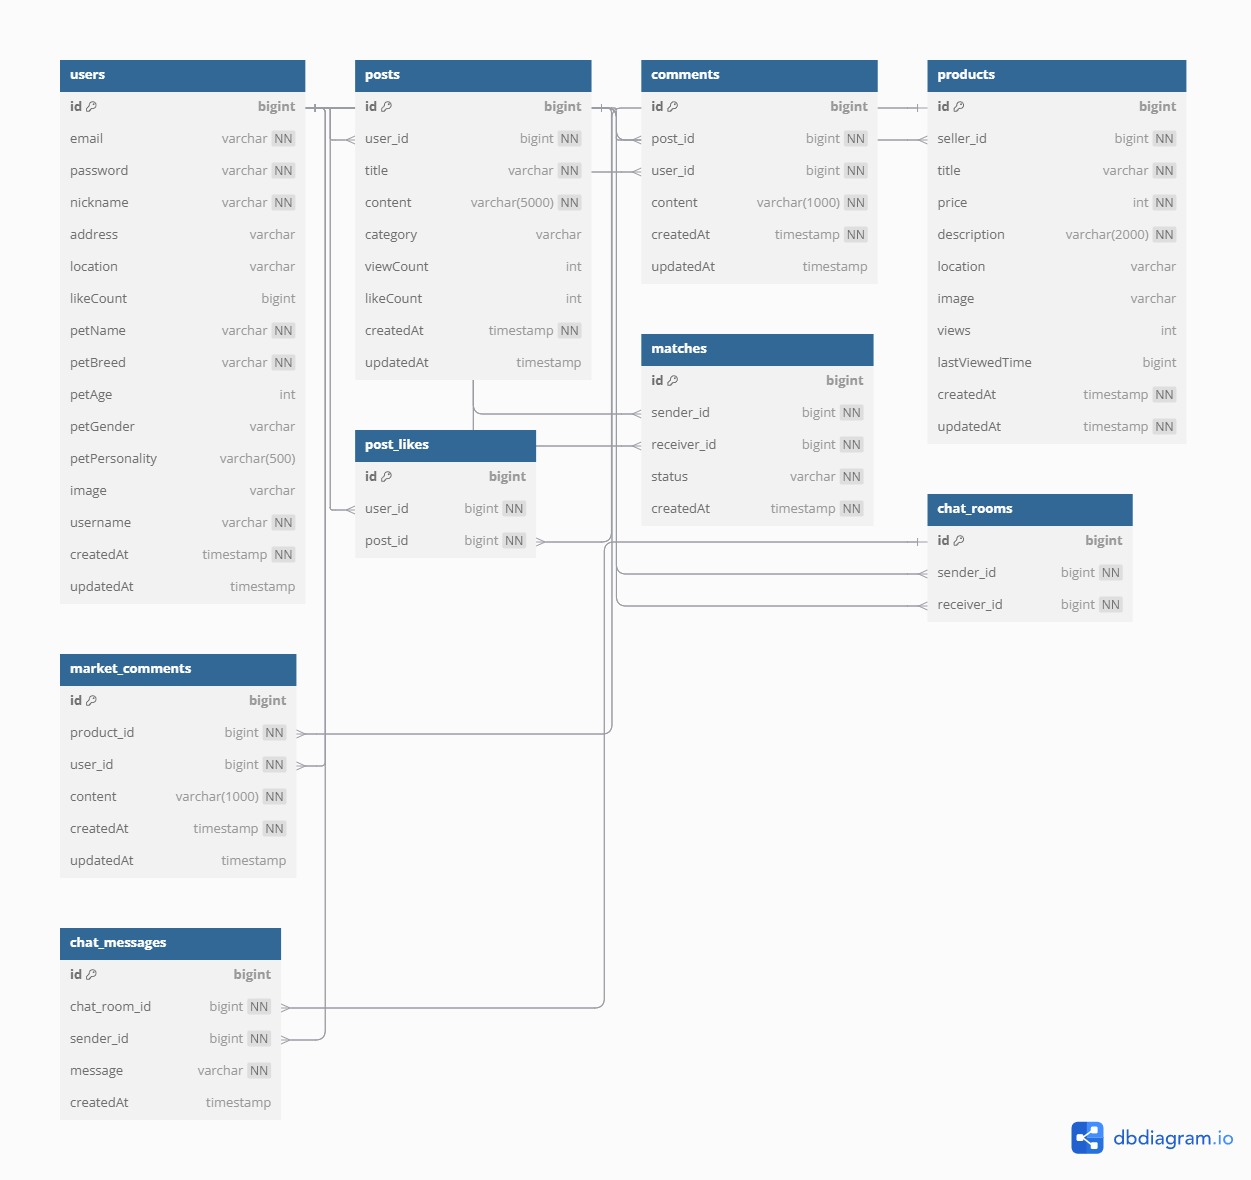 users
id bigint
email varchar NN
password varchar NN
nickname varchar NN
address varchar
location varchar
likeCount bigint
petName varchar NN
petBreed varchar NN
petAge int
petGender varchar
petPersonality varchar(500)
image varchar
username varchar NN
createdAt timestamp NN
updatedAt timestamp
posts
id bigint
user_id bigint NN
title varchar NN
content varchar(5000) NN
category varchar
viewCount int
likeCount int
createdAt timestamp NN
updatedAt timestamp
comments
id bigint
post_id bigint NN
user_id bigint NN
content varchar(1000) NN
createdAt timestamp NN
updatedAt timestamp
products
id bigint
seller_id bigint NN
title varchar NN
price int NN
description varchar(2000) NN
location varchar
image varchar
views int
lastViewedTime bigint
createdAt timestamp NN
updatedAt timestamp NN
matches
id bigint
sender_id bigint NN
receiver_id bigint NN
status varchar NN
createdAt timestamp NN
post_likes
id bigint
user_id bigint NN
post_id bigint NN
chat_rooms
id bigint
sender_id bigint NN
receiver_id bigint NN
market_comments
id bigint
product_id bigint NN
user_id bigint NN
content varchar(1000) NN
createdAt timestamp NN
updatedAt timestamp
chat_messages
id bigint
chat_room_id bigint NN
sender_id bigint NN
message varchar NN
createdAt timestamp
dbdiagram.io